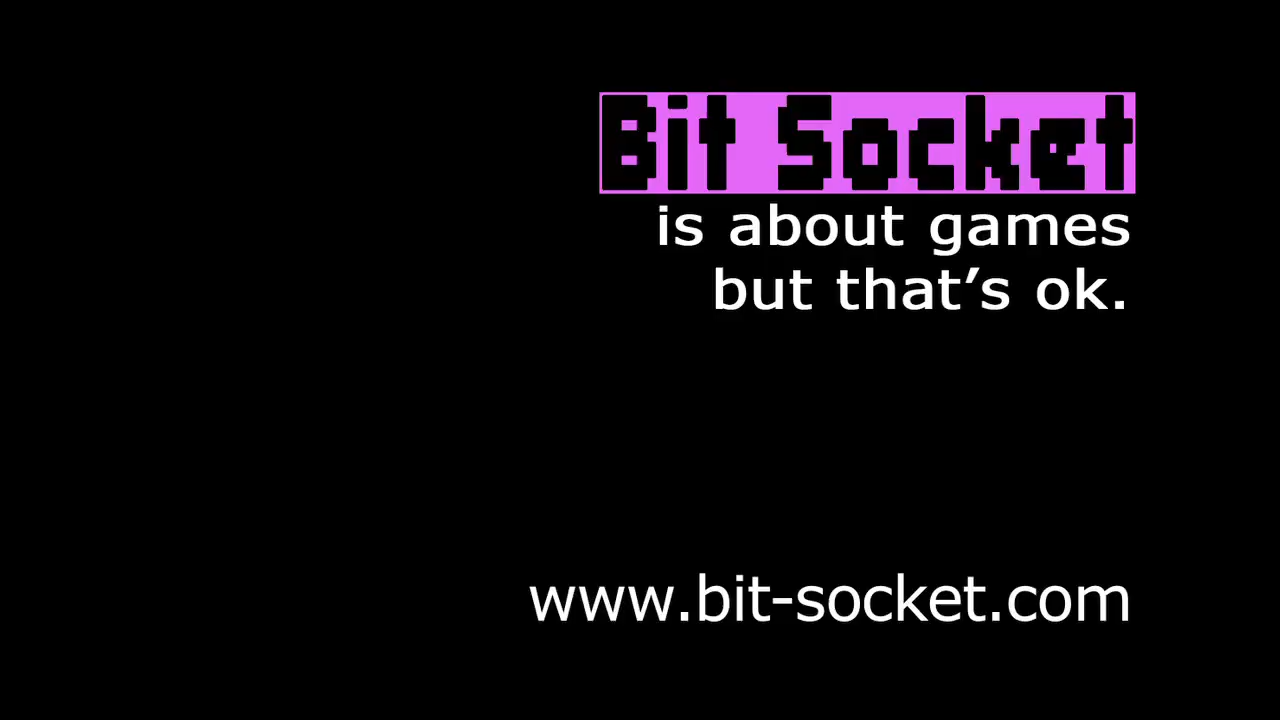 Bit Socket
is about games
but that’s ok.
www.bit-socket.com